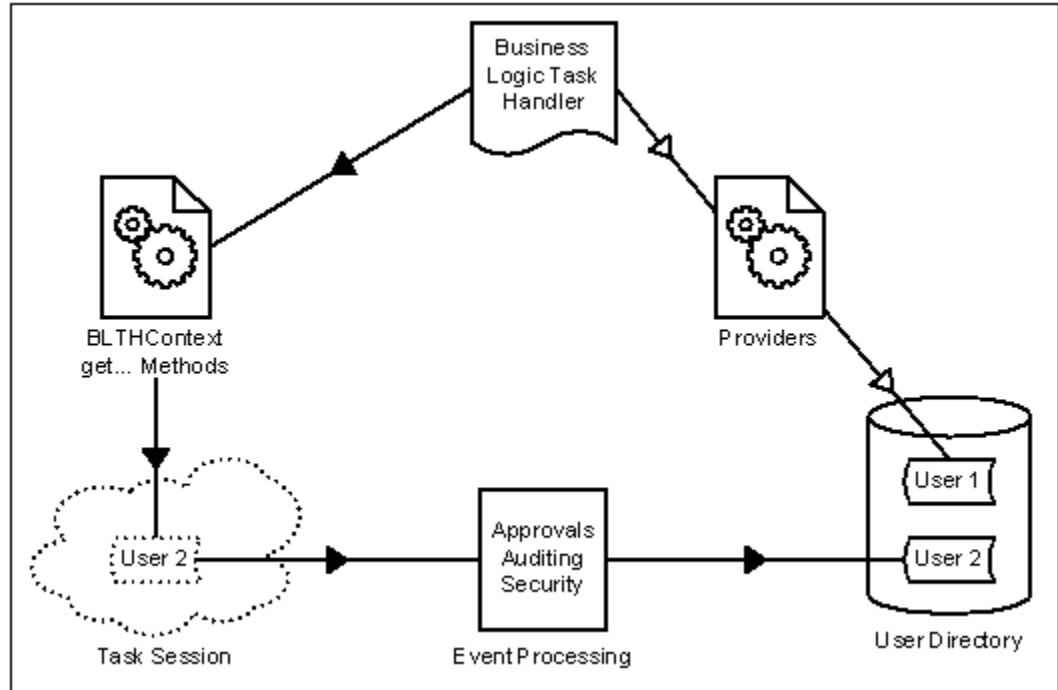 Business
Logic Task
Handler
BLTHContext
get... Methods
Providers
User 1
User 2
Approvals
Auditing
Security
User 2
Task Session
Event Processing
User Directory